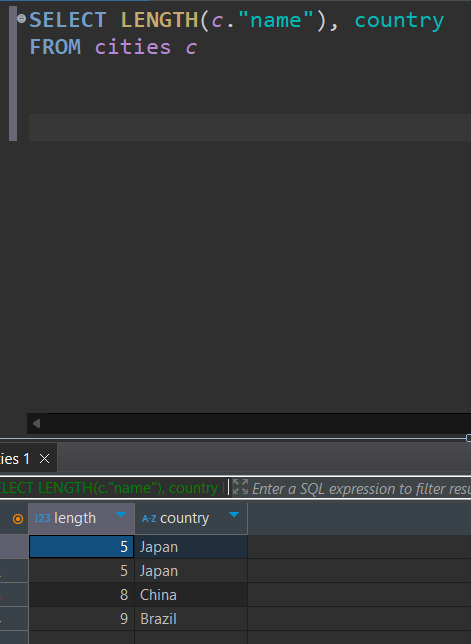 SELECT LENGTH(c."name"), country
FROM cities c
ies 1
ELECT LENGTH(c."name"), country Enter a SQL expression to filter resu
123 length A-Z country
5 Japan
5 Japan
8 China
9 Brazil